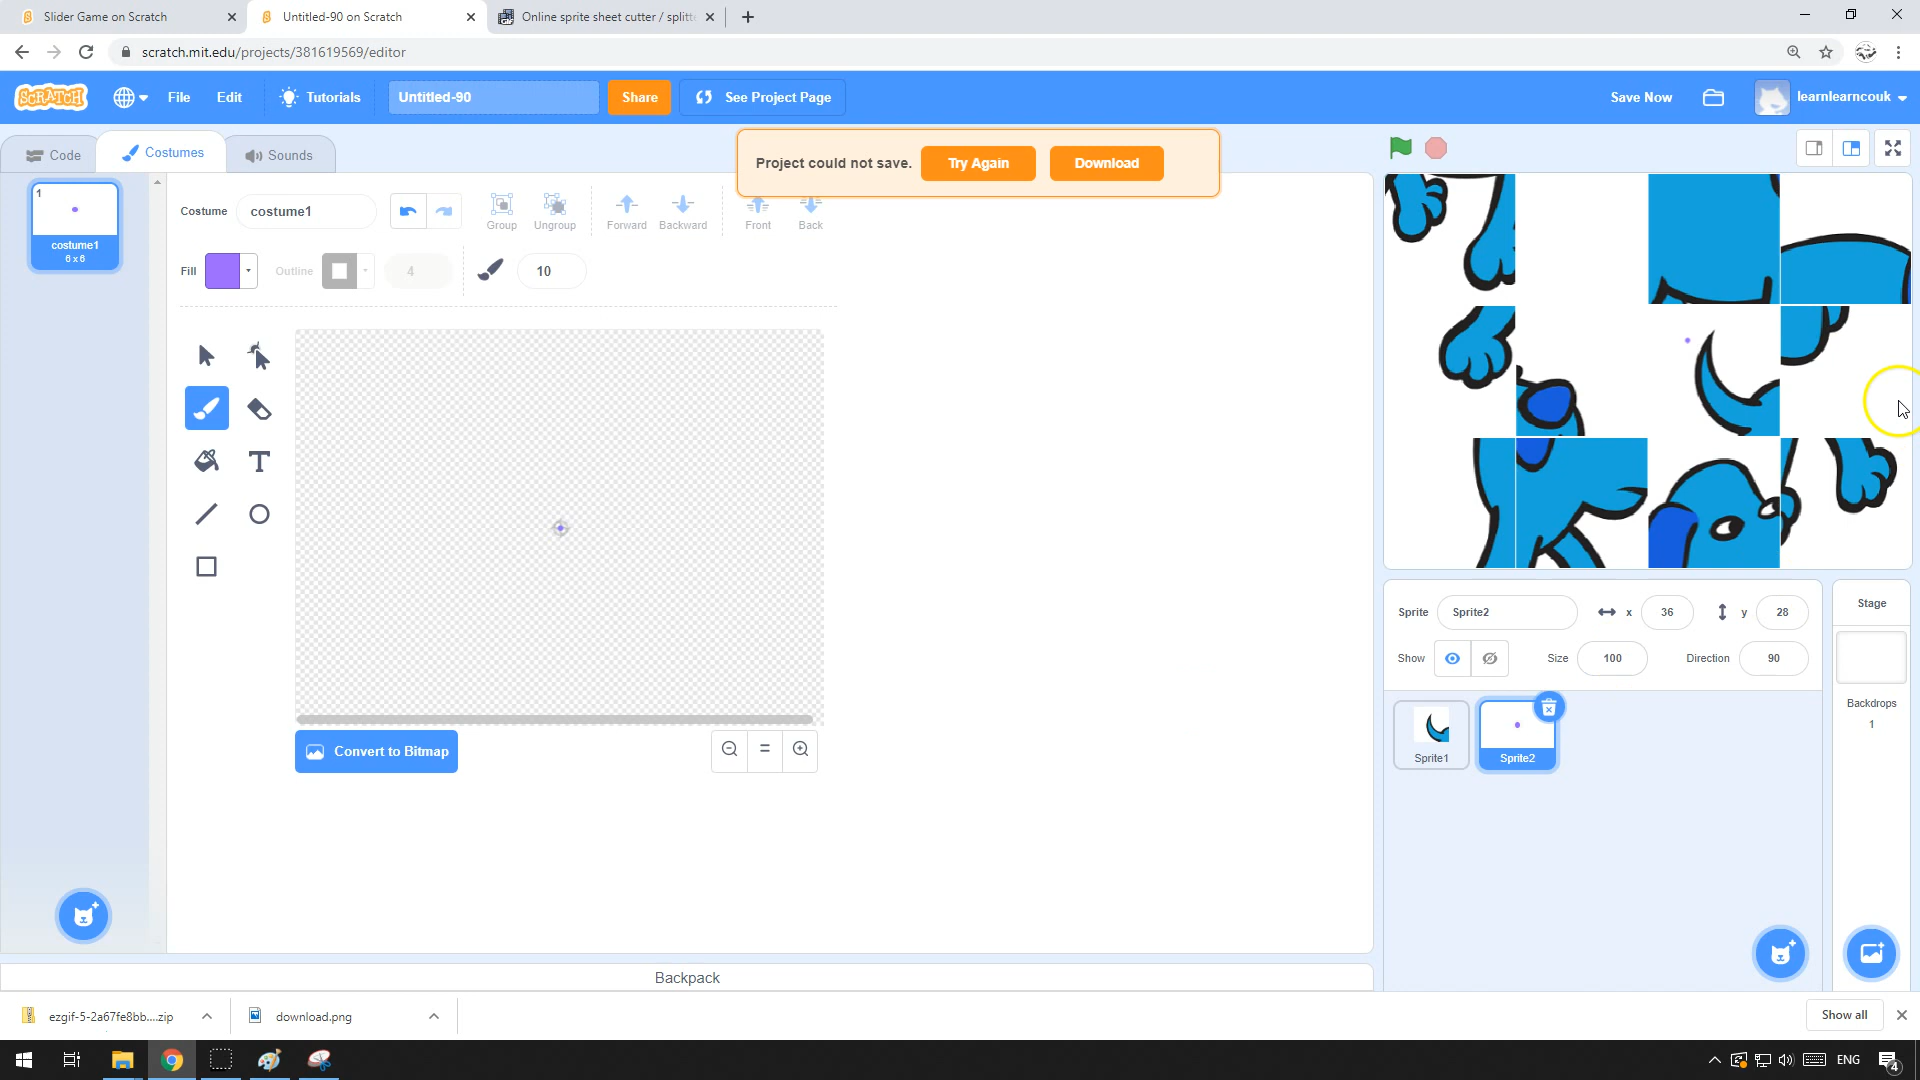 Slider Game on Scratch
Untitled-90 on Scratch
Online sprite sheet cutter / splitt
scratch.mit.edu/projects/381619569/editor
SCRATCH
File
Edit
Tutorials
Untitled-90
Share
See Project Page
Save Now
learnlearncouk
Code
Costumes
Sounds
Project could not save.
Try Again
Download
1
costume1
6 x 6
Costume
costume1
Group
Ungroup
Forward
Backward
Front
Back
Fill
Outline
4
10
T
Convert to Bitmap
=
Sprite
Sprite2
x
36
y
28
Show
Size
100
Direction
90
Stage
Backdrops
1
Sprite1
Sprite2
Backpack
ezgif-5-2a67fe8bb....zip
download.png
Show all
ENG
4